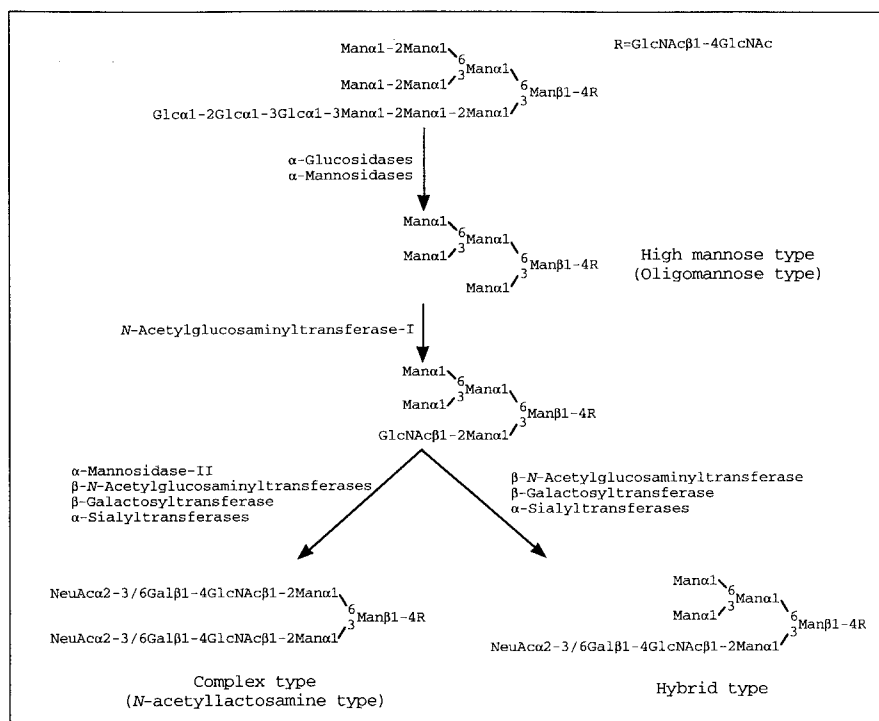 Manα1-2Manα1
R=GlcNAcβ1-4GlcNAc
6
Manα1
3
Manα1-2Manα1
6
Manβ1-4R
3
Glcα1-2Glcα1-3Glcα1-3Manα1-2Manα1-2Manα1
α-Glucosidases
α-Mannosidases
Manα1
6
Manα1
3
Manα1
6
Manβ1-4R
3
Manα1
High mannose type
(Oligomannose type)
N-Acetylglucosaminyltransferase-I
Manα1
6
Manα1
3
Manα1
6
Manβ1-4R
3
GlcNAcβ1-2Manα1
α-Mannosidase-II
β-N-Acetylglucosaminyltransferases
β-Galactosyltransferase
α-Sialyltransferases
β-N-Acetylglucosaminyltransferase
β-Galactosyltransferase
α-Sialyltransferases
NeuAcα2-3/6Galβ1-4GlcNAcβ1-2Manα1
6
Manβ1-4R
3
NeuAcα2-3/6Galβ1-4GlcNAcβ1-2Manα1
Complex type
(N-acetyllactosamine type)
Manα1
6
Manα1
3
Manα1
6
Manβ1-4R
3
NeuAcα2-3/6Galβ1-4GlcNAcβ1-2Manα1
Hybrid type